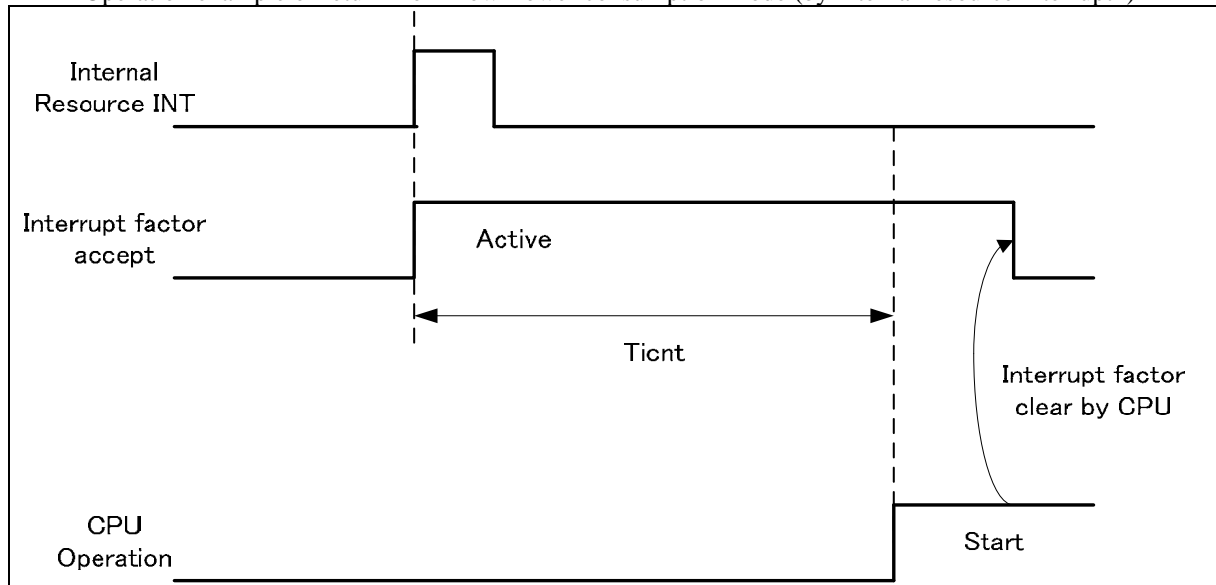 Internal
Resource INT
Interrupt factor
accept
Active
Ticnt
Interrupt factor
clear by CPU
CPU
Operation
Start